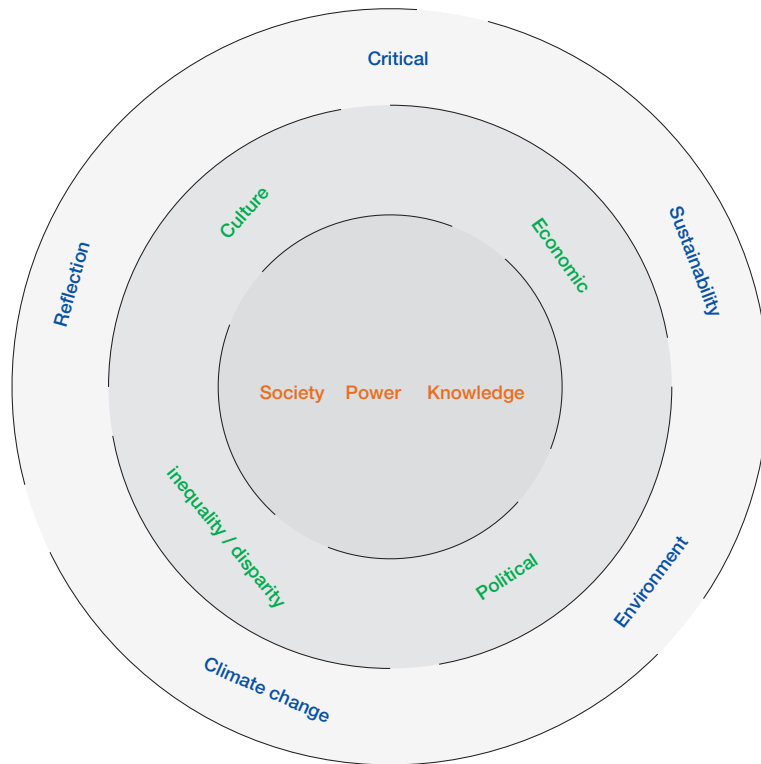 Critical
Culture
Economic
Reflection
Sustainability
Society Power Knowledge
inequality / disparity
Political
Environment
Climate change